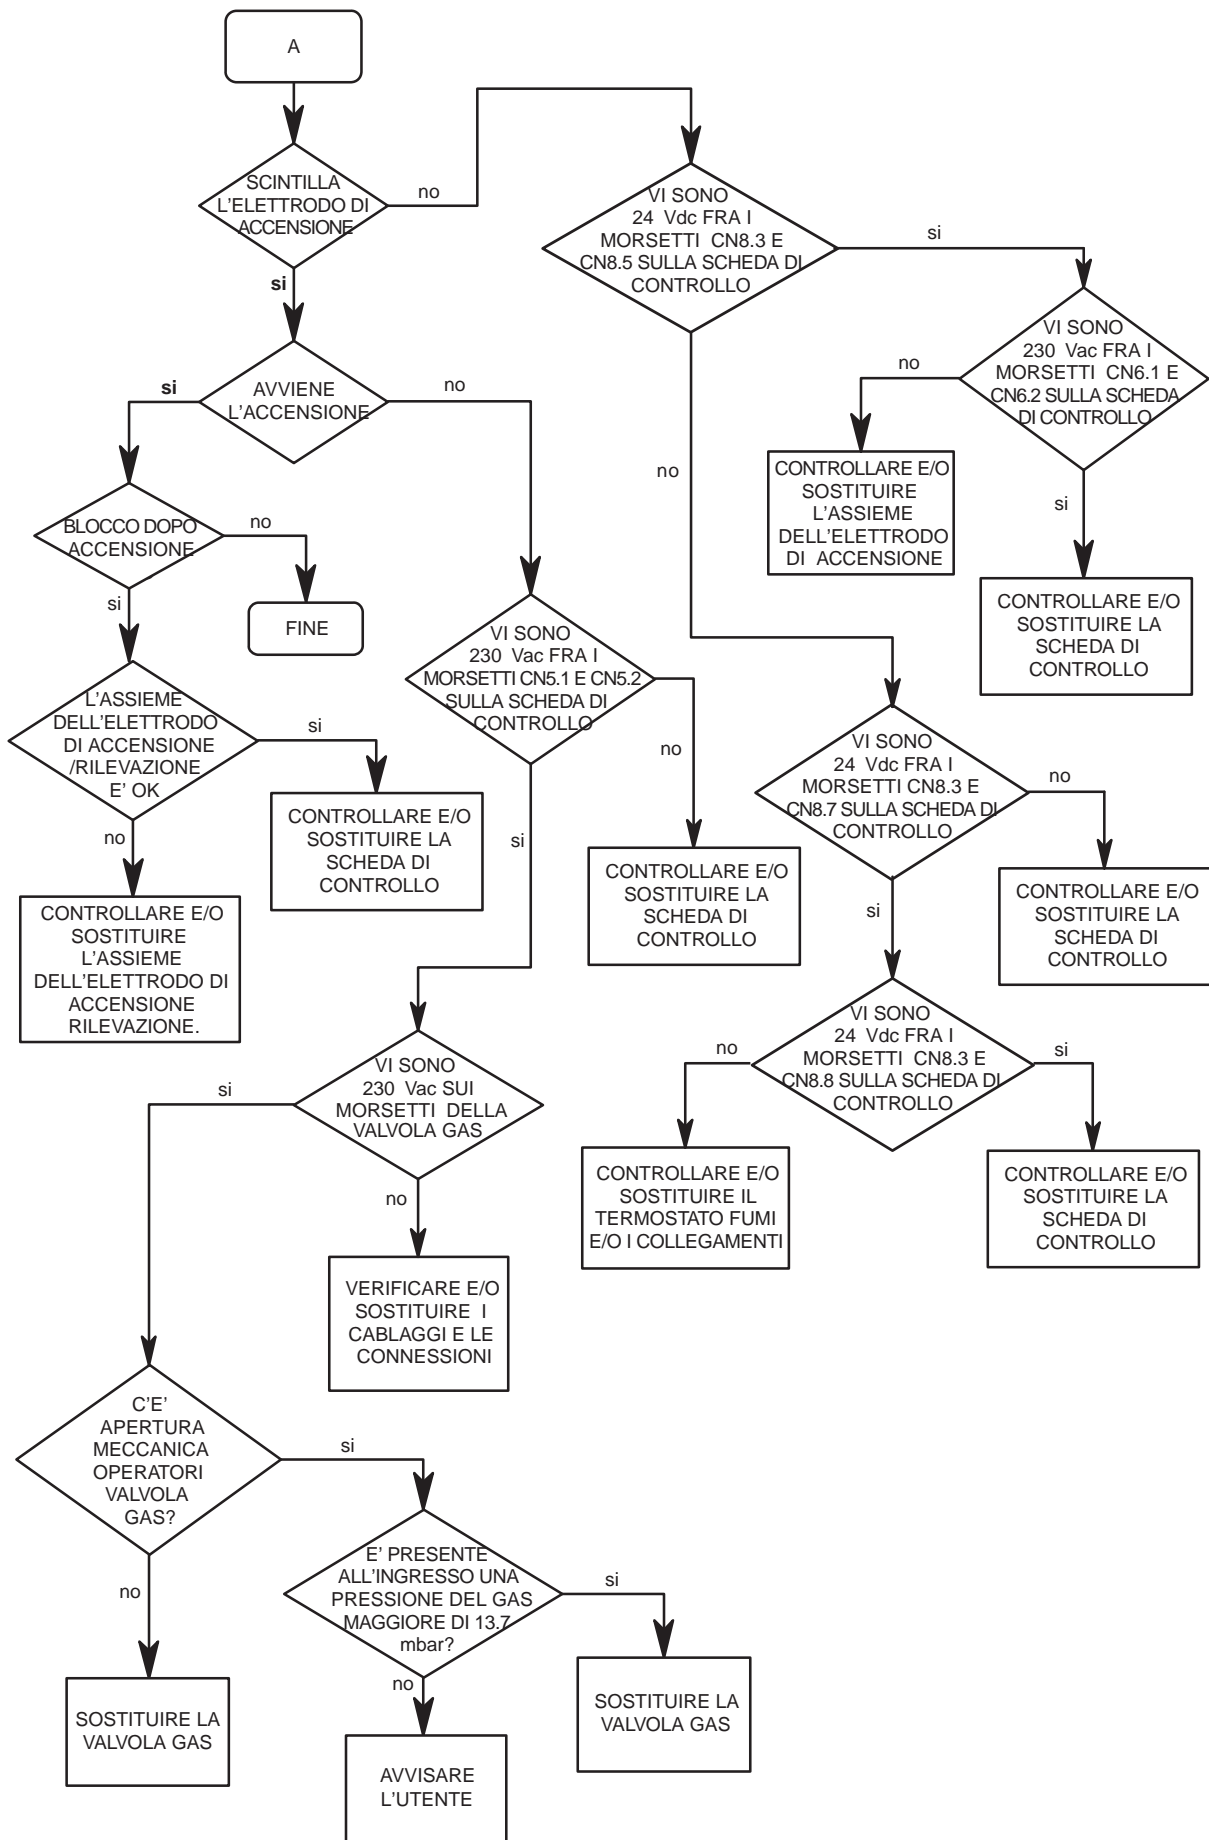 A
SCINTILLA
L'ELETTRODO DI
ACCENSIONE
no
si
VI SONO
24 Vdc FRA I
MORSETTI CN8.3 E
CN8.5 SULLA SCHEDA DI
CONTROLLO
si
no
VI SONO
230 Vac FRA I
MORSETTI CN6.1 E
CN6.2 SULLA SCHEDA
DI CONTROLLO
no
si
CONTROLLARE E/O
SOSTITUIRE
L'ASSIEME
DELL'ELETTRODO
DI ACCENSIONE
CONTROLLARE E/O
SOSTITUIRE LA
SCHEDA DI
CONTROLLO
AVVIENE
L'ACCENSIONE
si
no
BLOCCO DOPO
ACCENSIONE
no
si
FINE
L'ASSIEME
DELL'ELETTRODO
DI ACCENSIONE
/RILEVAZIONE
E' OK
si
no
CONTROLLARE E/O
SOSTITUIRE LA
SCHEDA DI
CONTROLLO
CONTROLLARE E/O
SOSTITUIRE
L'ASSIEME
DELL'ELETTRODO DI
ACCENSIONE
RILEVAZIONE.
VI SONO
230 Vac FRA I
MORSETTI CN5.1 E CN5.2
SULLA SCHEDA DI
CONTROLLO
no
si
CONTROLLARE E/O
SOSTITUIRE LA
SCHEDA DI
CONTROLLO
VI SONO
24 Vdc FRA I
MORSETTI CN8.3 E
CN8.7 SULLA SCHEDA DI
CONTROLLO
no
si
CONTROLLARE E/O
SOSTITUIRE LA
SCHEDA DI
CONTROLLO
VI SONO
24 Vdc FRA I
MORSETTI CN8.3 E
CN8.8 SULLA SCHEDA DI
CONTROLLO
no
si
CONTROLLARE E/O
SOSTITUIRE IL
TERMOSTATO FUMI
E/O I COLLEGAMENTI
CONTROLLARE E/O
SOSTITUIRE LA
SCHEDA DI
CONTROLLO
VI SONO
230 Vac SUI
MORSETTI DELLA
VALVOLA GAS
si
no
VERIFICARE E/O
SOSTITUIRE I
CABLAGGI E LE
CONNESSIONI
C'E'
APERTURA
MECCANICA
OPERATORI
VALVOLA
GAS?
si
no
SOSTITUIRE LA
VALVOLA GAS
E' PRESENTE
ALL'INGRESSO UNA
PRESSIONE DEL GAS
MAGGIORE DI 13.7
mbar?
si
no
SOSTITUIRE LA
VALVOLA GAS
AVVISARE
L'UTENTE